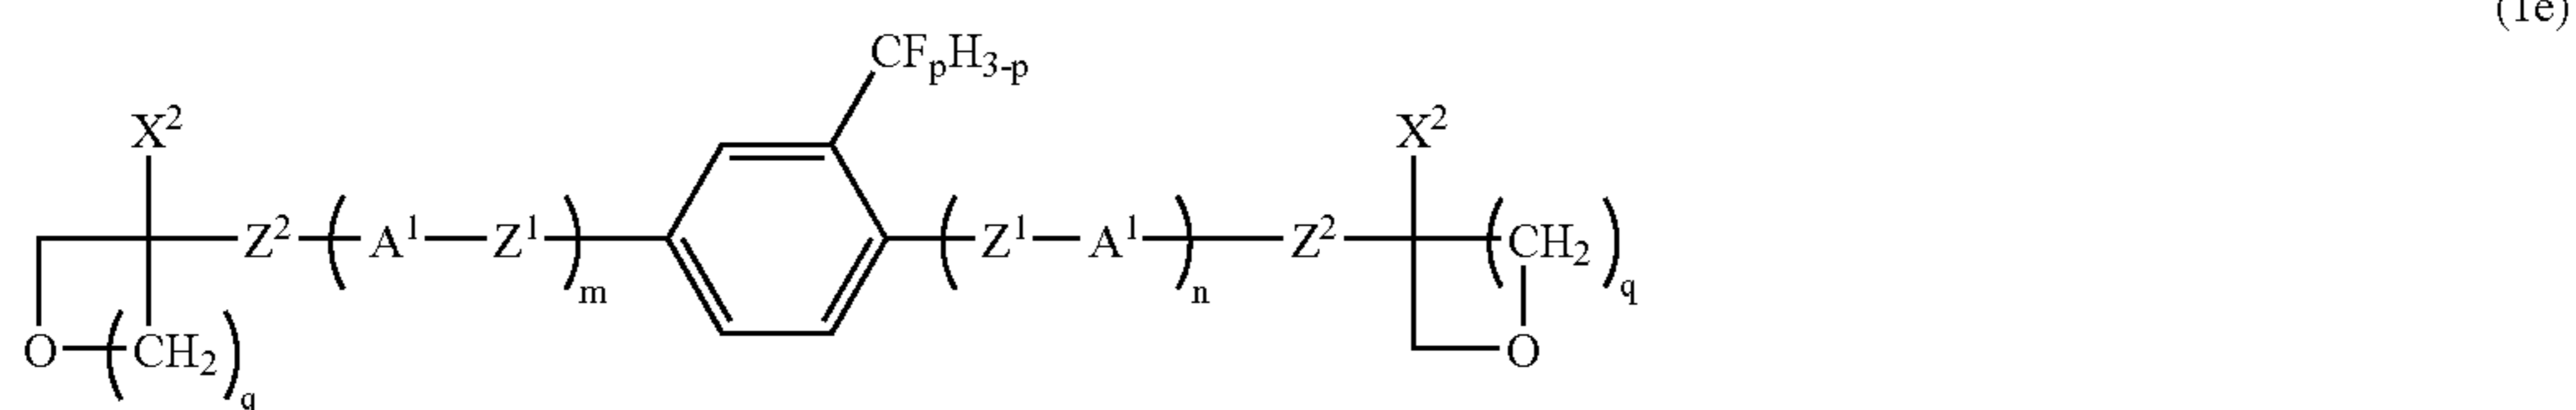 (1e)
CFpH3-p
X2 X2
Z2 ( A1 Z1 )m ( Z1 A1 )n Z2 ( CH2 )q
O ( CH2 )q O